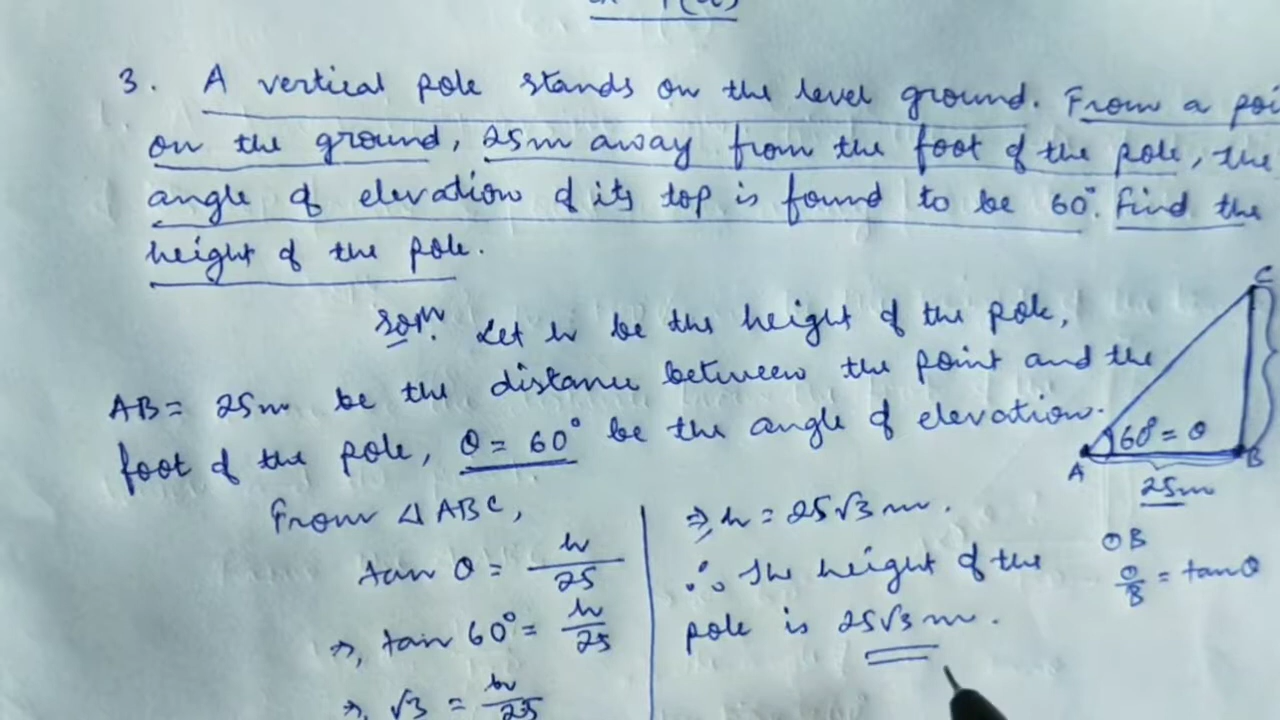 3. A vertical pole stands on the level ground. From a poi
on the ground, 25m away from the foot of the pole, the
angle of elevation of its top is found to be 60°. Find the
height of the pole.
Som. Let h be the height of the pole,
AB = 25m be the distance between the point and the
foot of the pole, θ = 60° be the angle of elevation.
C
60° = θ
A
B
25m
From ΔABC,
tan θ = h/25
⇒, tan 60° = h/25
⇒, √3 = h/25
⇒, h = 25√3 m.
∴ The height of the
pole is 25√3 m.
OB
O/B = tanθ